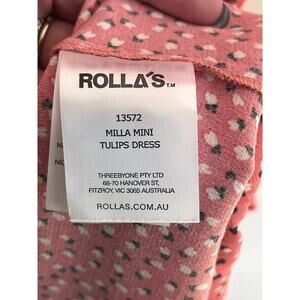 ROLLA'S™
13572
MILLA MINI
TULIPS DRESS
THREEBYONE PTY LTD
68-70 HANOVER ST,
FITZROY, VIC 3065 AUSTRALIA
ROLLAS.COM.AU